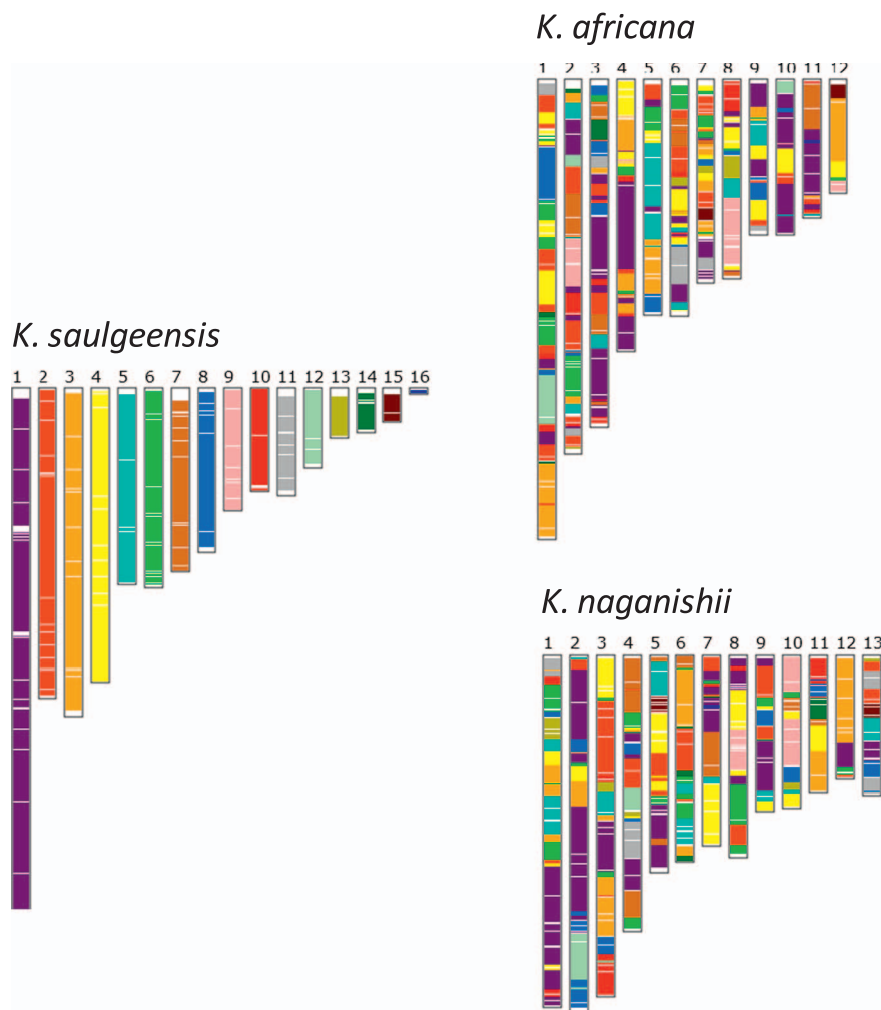 K. africana
1 2 3 4 5 6 7 8 9 10 11 12
K. saulgeensis
1 2 3 4 5 6 7 8 9 10 11 12 13 14 15 16
K. naganishii
1 2 3 4 5 6 7 8 9 10 11 12 13